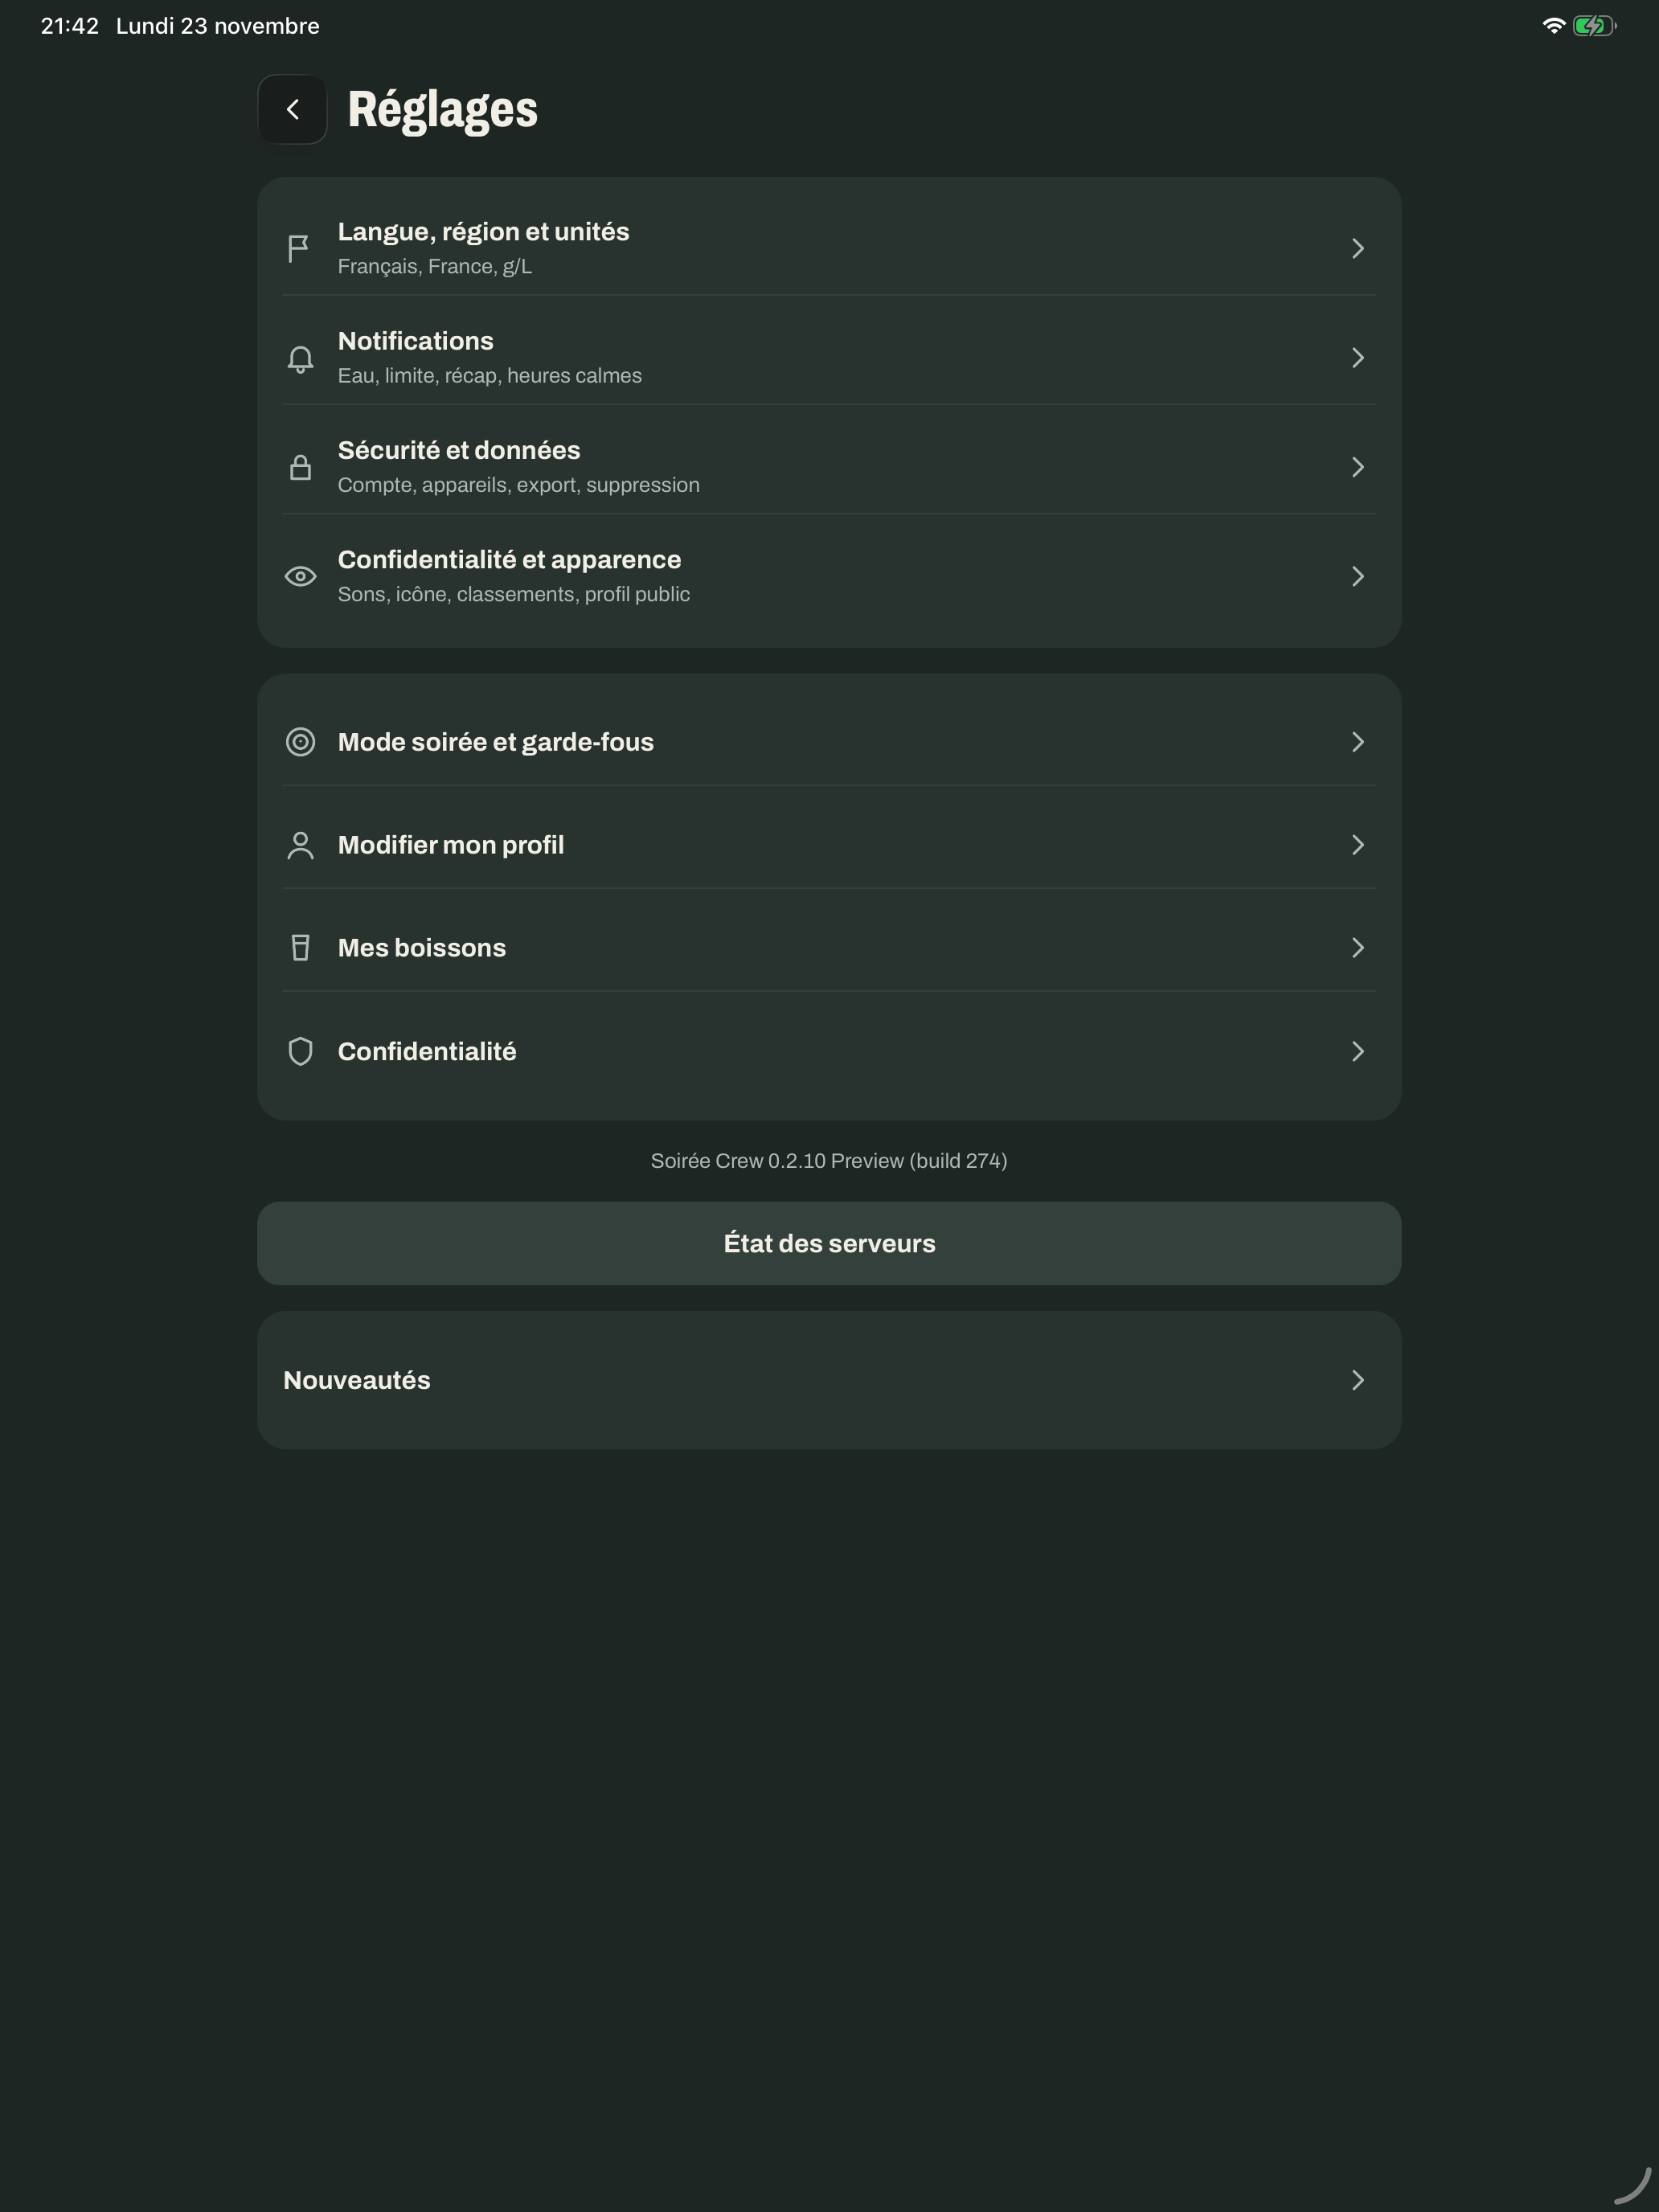 21:42 Lundi 23 novembre
Réglages
Langue, région et unités
Français, France, g/L
Notifications
Eau, limite, récap, heures calmes
Sécurité et données
Compte, appareils, export, suppression
Confidentialité et apparence
Sons, icône, classements, profil public
Mode soirée et garde-fous
Modifier mon profil
Mes boissons
Confidentialité
Soirée Crew 0.2.10 Preview (build 274)
État des serveurs
Nouveautés